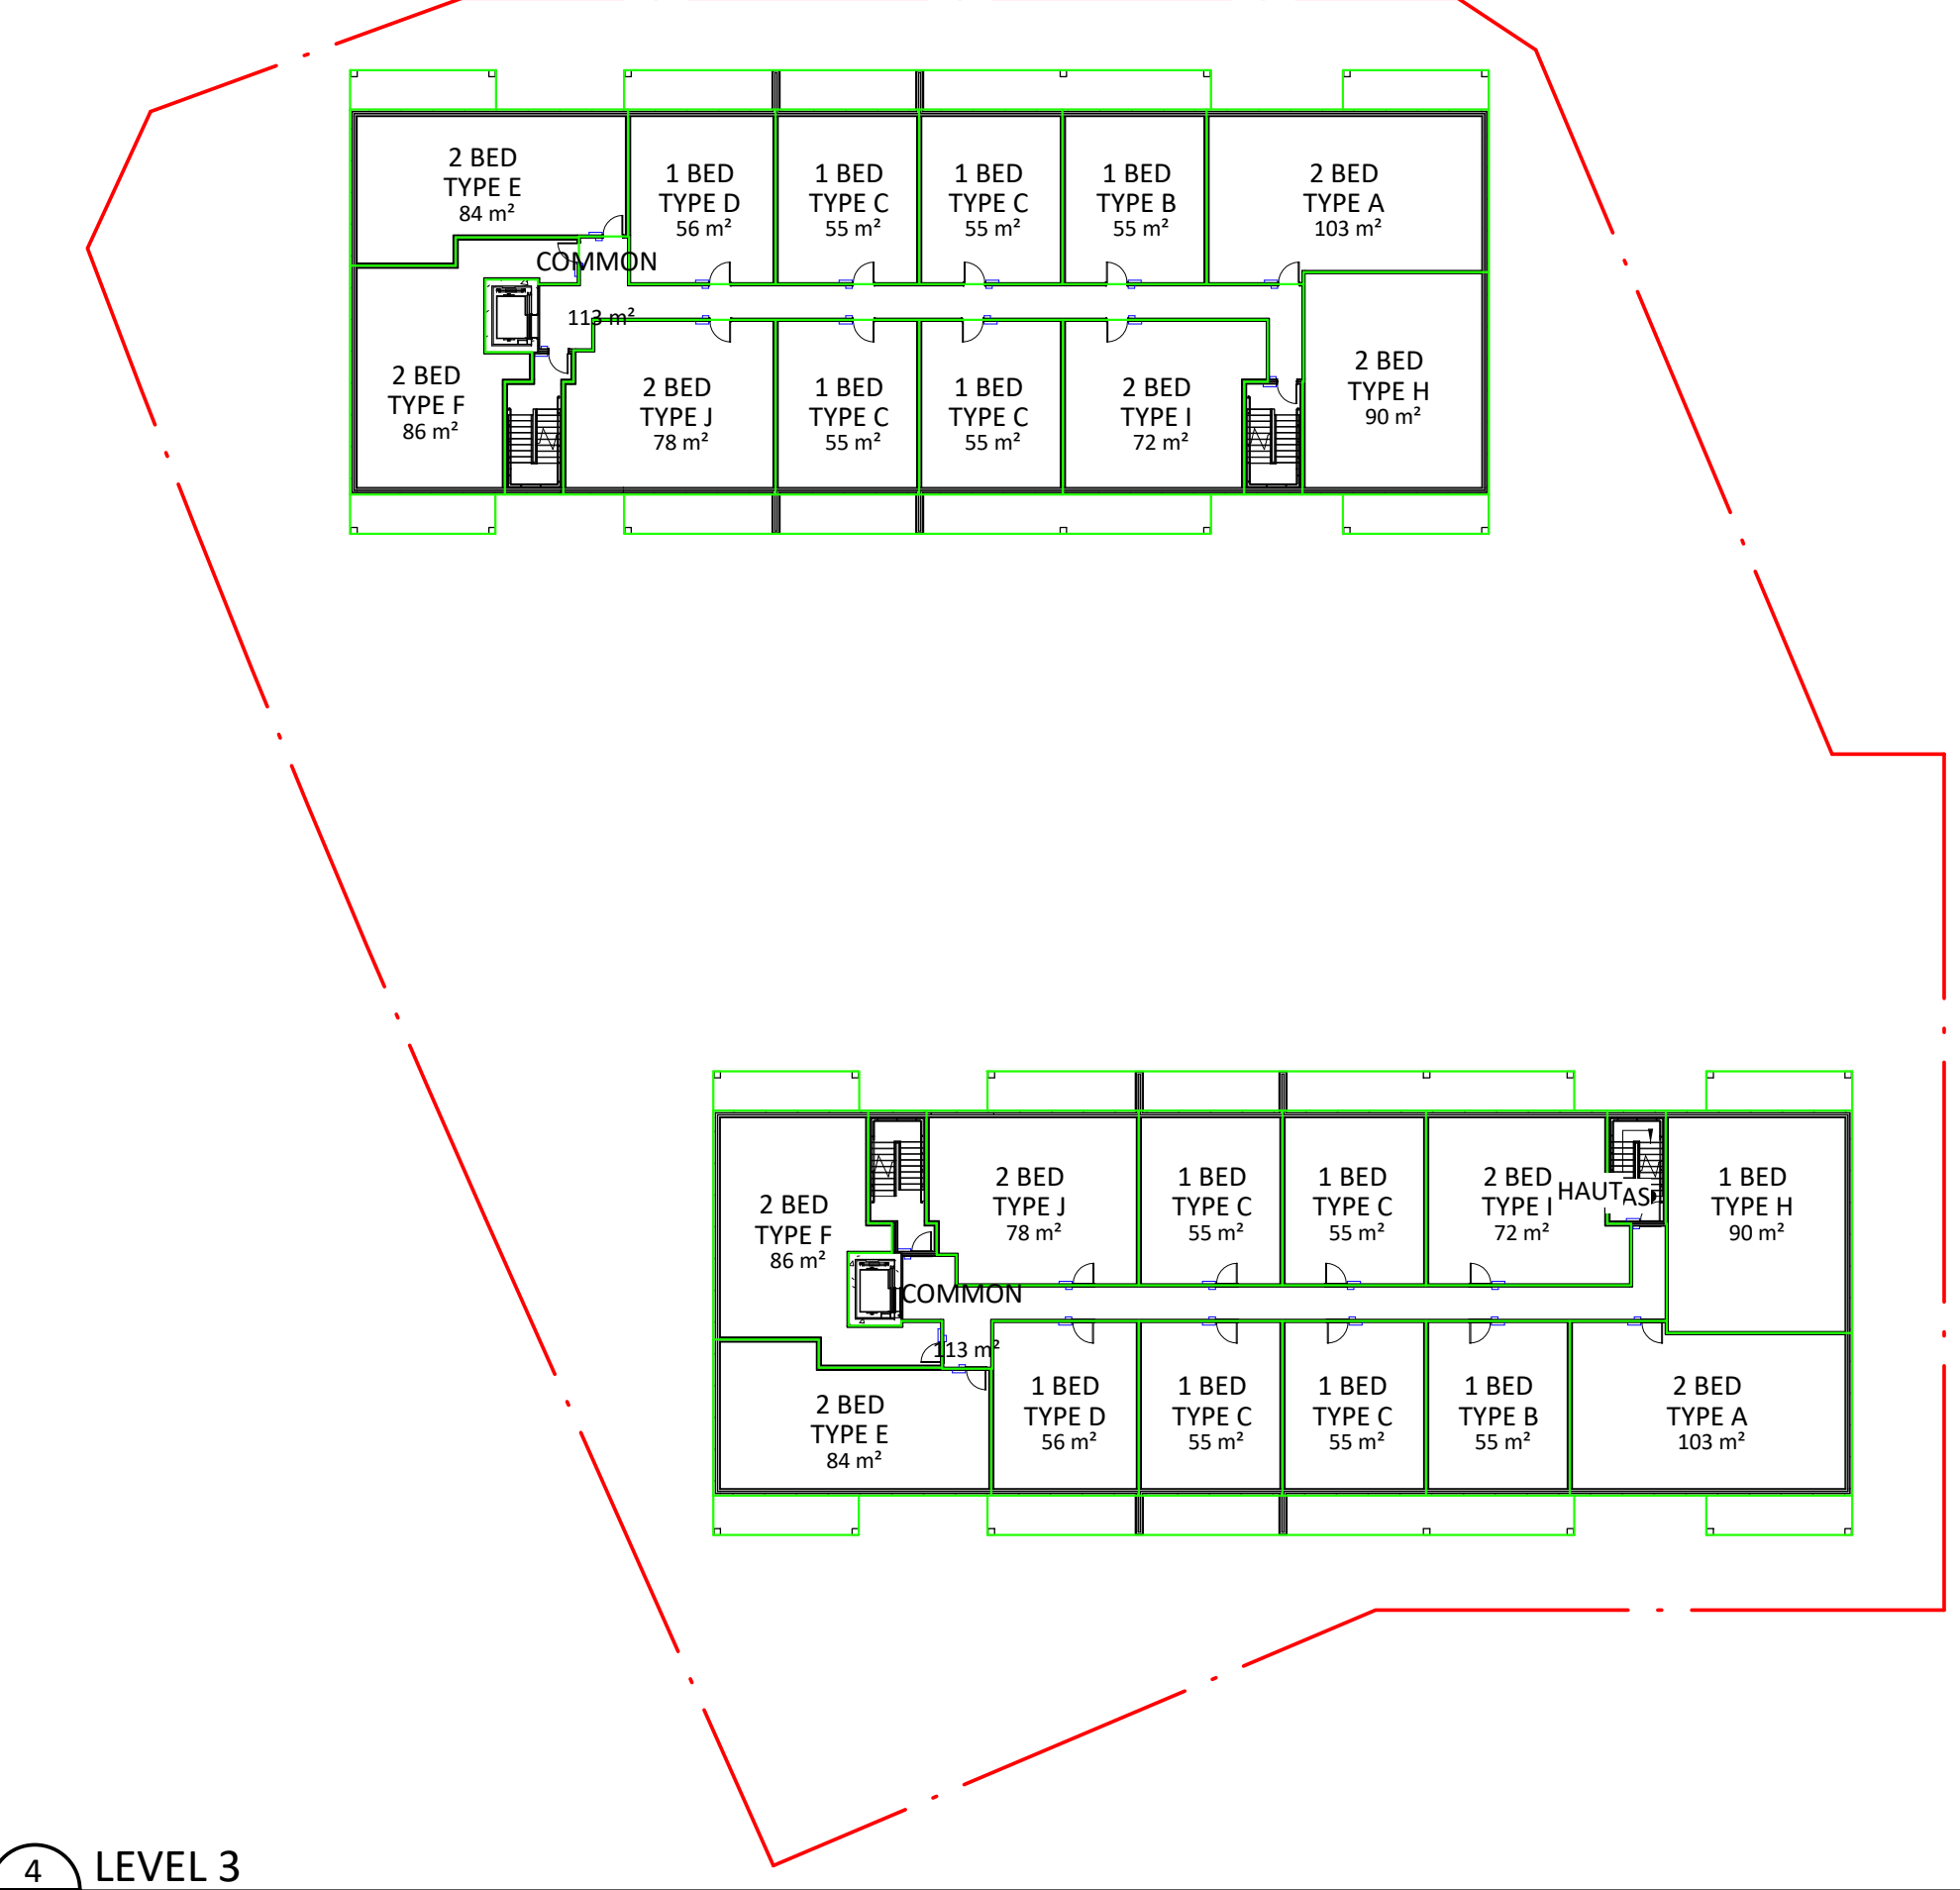 2 BED
TYPE E
84 m²
1 BED
TYPE D
56 m²
1 BED
TYPE C
55 m²
1 BED
TYPE C
55 m²
1 BED
TYPE B
55 m²
2 BED
TYPE A
103 m²
COMMON
113 m²
2 BED
TYPE F
86 m²
2 BED
TYPE J
78 m²
1 BED
TYPE C
55 m²
1 BED
TYPE C
55 m²
2 BED
TYPE I
72 m²
2 BED
TYPE H
90 m²
2 BED
TYPE F
86 m²
2 BED
TYPE J
78 m²
1 BED
TYPE C
55 m²
1 BED
TYPE C
55 m²
2 BED
TYPE I
72 m²
HAUT
AS
1 BED
TYPE H
90 m²
COMMON
113 m²
2 BED
TYPE E
84 m²
1 BED
TYPE D
56 m²
1 BED
TYPE C
55 m²
1 BED
TYPE C
55 m²
1 BED
TYPE B
55 m²
2 BED
TYPE A
103 m²
4
LEVEL 3